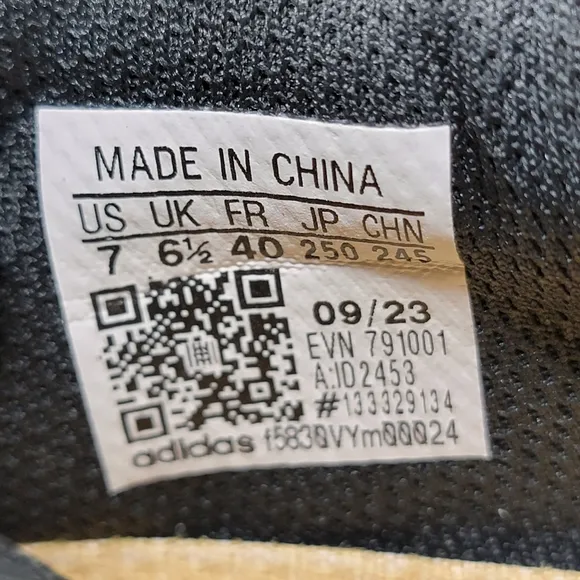 MADE IN CHINA
US UK FR JP CHN
7 6½ 40 250 245
09/23
EVN 791001
A:ID2453
#133329134
adidas f5830VYm00024